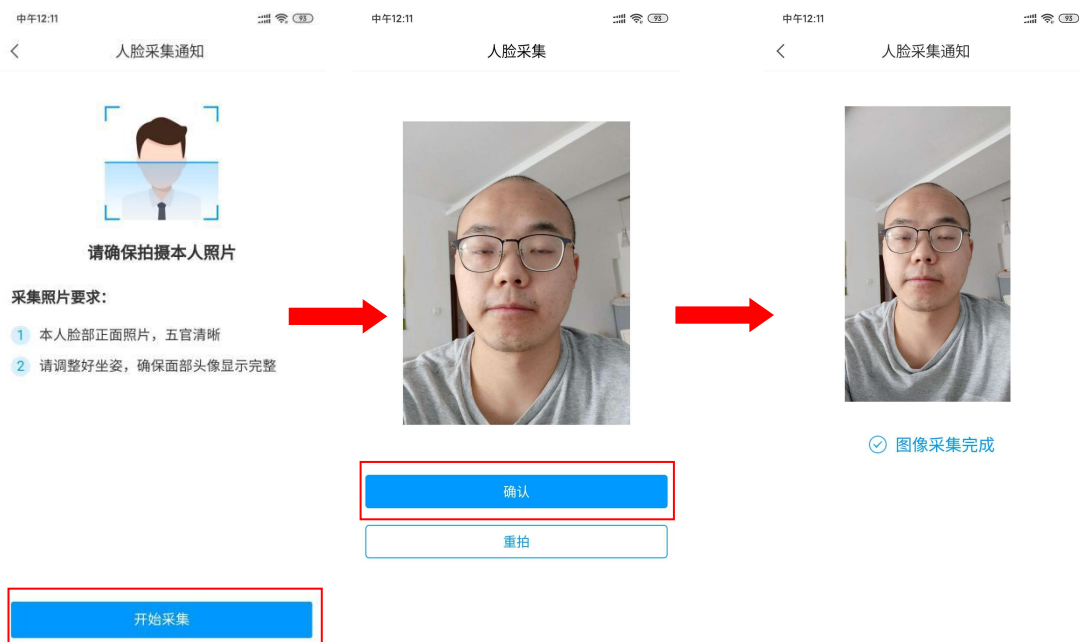 中午12:11
93
人脸采集通知
请确保拍摄本人照片
采集照片要求：
1 本人脸部正面照片，五官清晰
2 请调整好坐姿，确保面部头像显示完整
开始采集
中午12:11
93
人脸采集
确认
重拍
中午12:11
93
人脸采集通知
图像采集完成